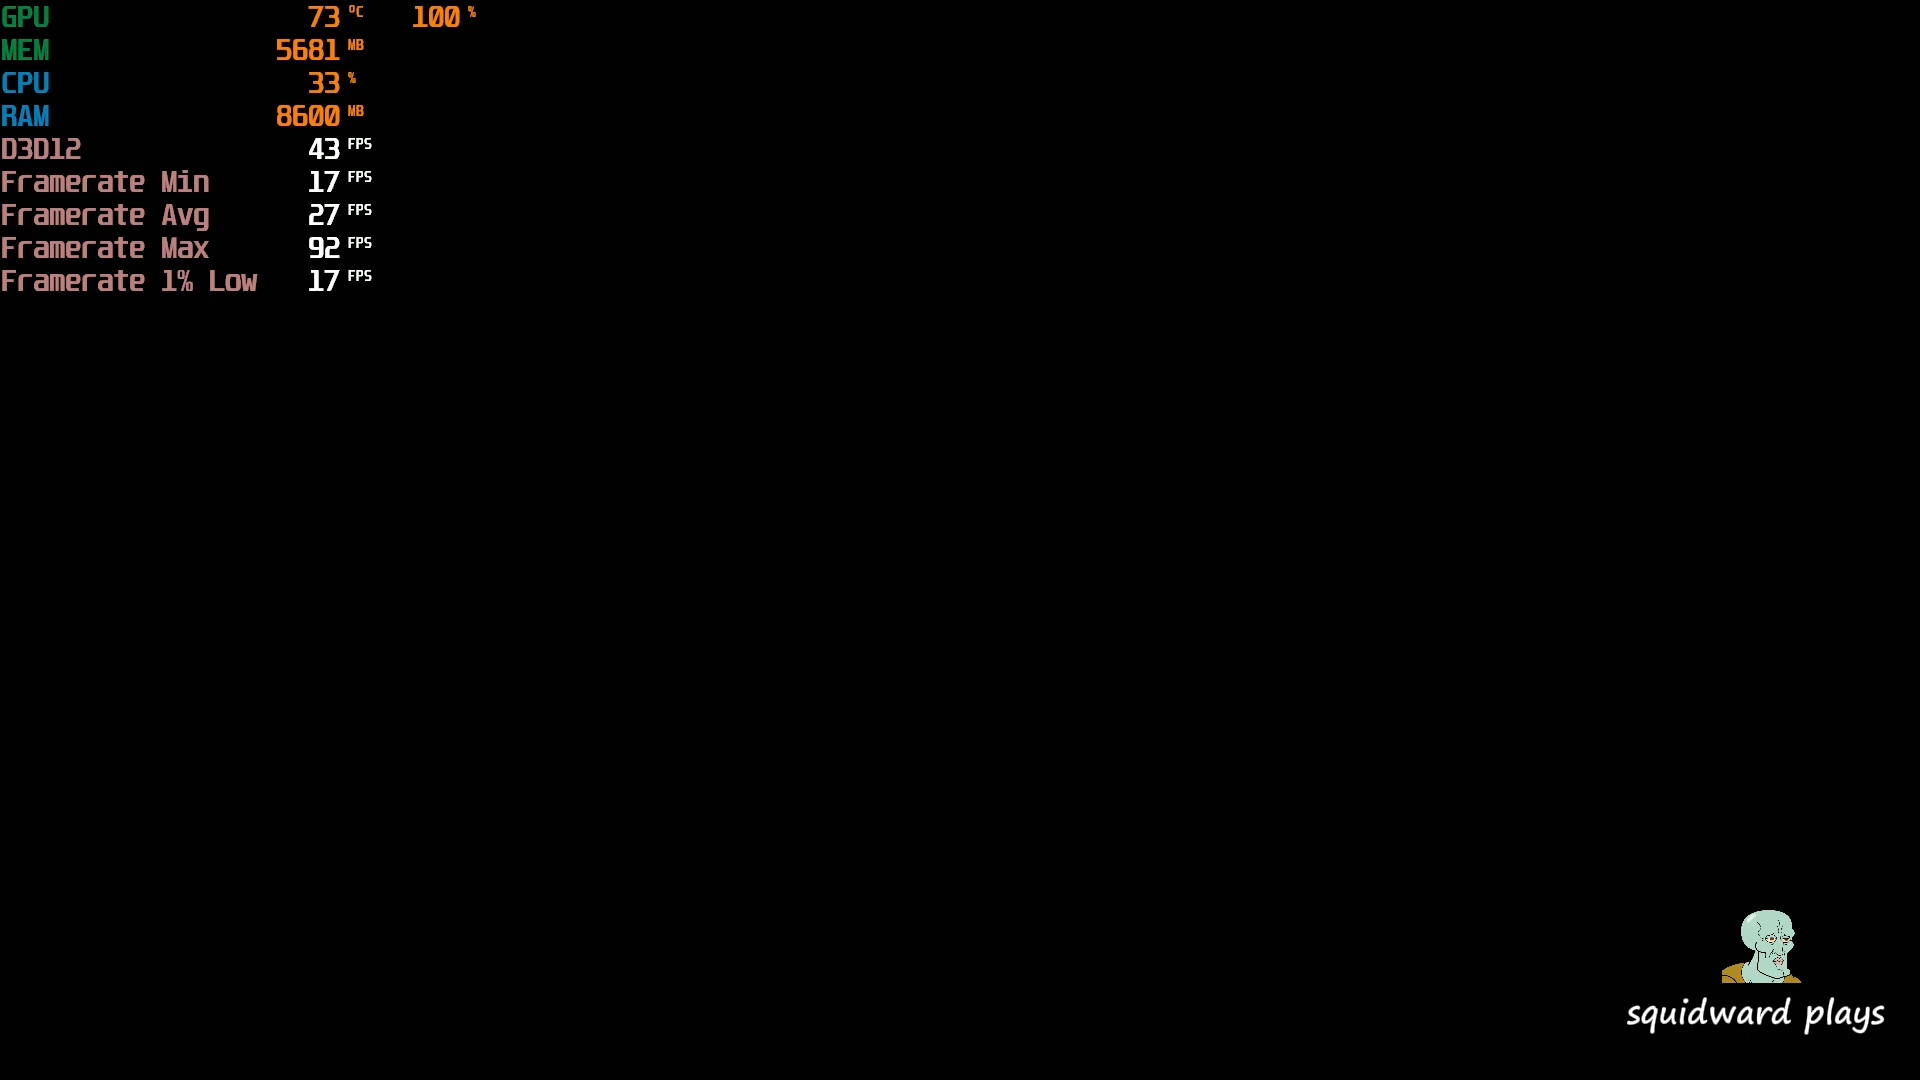 GPU 73 °C 100 %
MEM 5681 MB
CPU 33 %
RAM 8600 MB
D3D12 43 FPS
Framerate Min 17 FPS
Framerate Avg 27 FPS
Framerate Max 92 FPS
Framerate 1% Low 17 FPS
squidward plays